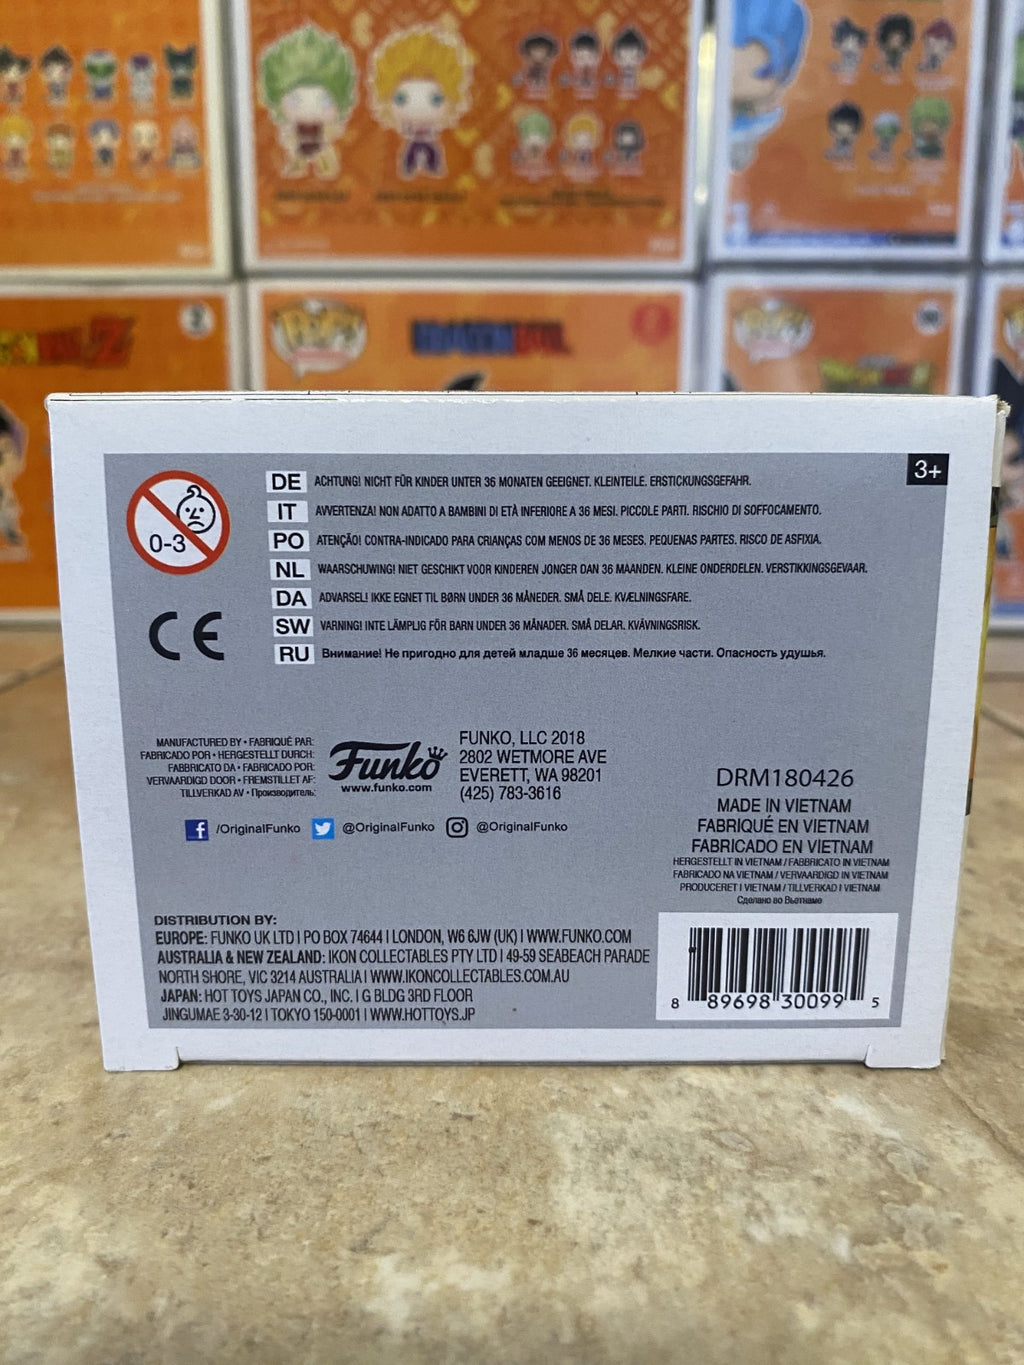 3+
0-3
DE ACHTUNG! NICHT FÜR KINDER UNTER 36 MONATEN GEEIGNET. KLEINTEILE. ERSTICKUNGSGEFAHR.
IT AVVERTENZA! NON ADATTO A BAMBINI DI ETÀ INFERIORE A 36 MESI. PICCOLE PARTI. RISCHIO DI SOFFOCAMENTO.
PO ATENÇÃO! CONTRA-INDICADO PARA CRIANÇAS COM MENOS DE 36 MESES. PEQUENAS PARTES. RISCO DE ASFIXIA.
NL WAARSCHUWING! NIET GESCHIKT VOOR KINDEREN JONGER DAN 36 MAANDEN. KLEINE ONDERDELEN. VERSTIKKINGSGEVAAR.
DA ADVARSEL! IKKE EGNET TIL BØRN UNDER 36 MÅNEDER. SMÅ DELE. KVÆLNINGSFARE.
SW VARNING! INTE LÄMPLIG FÖR BARN UNDER 36 MÅNADER. SMÅ DELAR. KVÄVNINGSRISK.
RU Внимание! Не пригодно для детей младше 36 месяцев. Мелкие части. Опасность удушья.
CE
MANUFACTURED BY • FABRIQUÉ PAR:
FABRICADO POR • HERGESTELLT DURCH:
FABBRICATO DA • FABRICADO POR:
VERVAARDIGD DOOR • FREMSTILLET AF:
TILLVERKAD AV • Производитель:
Funko
www.funko.com
FUNKO, LLC 2018
2802 WETMORE AVE
EVERETT, WA 98201
(425) 783-3616
/OriginalFunko @OriginalFunko @OriginalFunko
DRM180426
MADE IN VIETNAM
FABRIQUÉ EN VIETNAM
FABRICADO EN VIETNAM
HERGESTELLT IN VIETNAM / FABBRICATO IN VIETNAM
FABRICADO NA VIETNAM / VERVAARDIGD IN VIETNAM
PRODUCERET I VIETNAM / TILLVERKAD I VIETNAM
Сделано во Вьетнаме
DISTRIBUTION BY:
EUROPE: FUNKO UK LTD | PO BOX 74644 | LONDON, W6 6JW (UK) | WWW.FUNKO.COM
AUSTRALIA & NEW ZEALAND: IKON COLLECTABLES PTY LTD | 49-59 SEABEACH PARADE
NORTH SHORE, VIC 3214 AUSTRALIA | WWW.IKONCOLLECTABLES.COM.AU
JAPAN: HOT TOYS JAPAN CO., INC. | G BLDG 3RD FLOOR
JINGUMAE 3-30-12 | TOKYO 150-0001 | WWW.HOTTOYS.JP
8 89698 30099 5